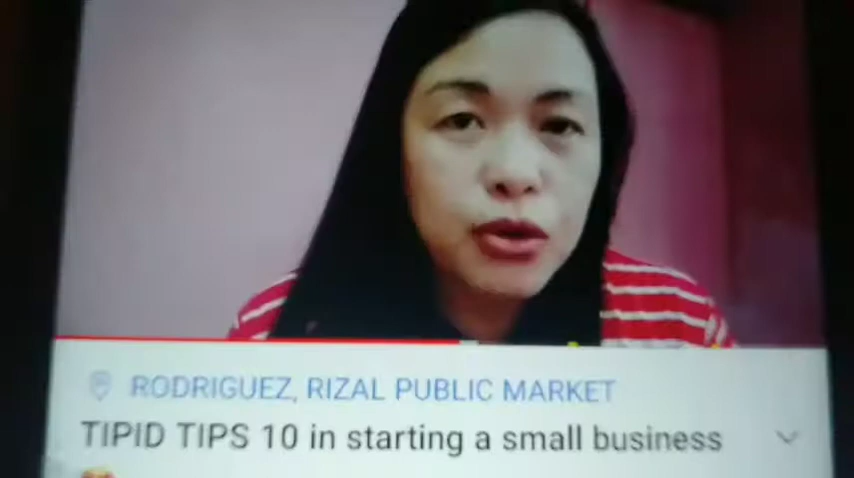 RODRIGUEZ, RIZAL PUBLIC MARKET
TIPID TIPS 10 in starting a small business